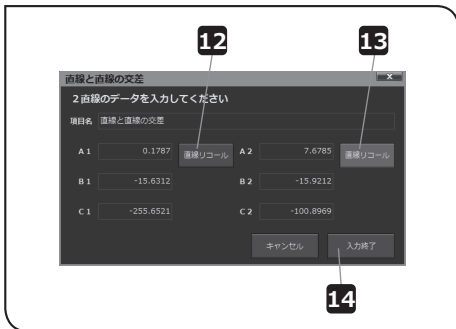 12 13
直線と直線の交差 x
2直線のデータを入力してください
項目名 直線と直線の交差
A1 0.1787 直線リコール A2 7.6785 直線リコール
B1 -15.6312 B2 -15.9212
C1 -255.6521 C2 -100.8969
キャンセル 入力終了
14